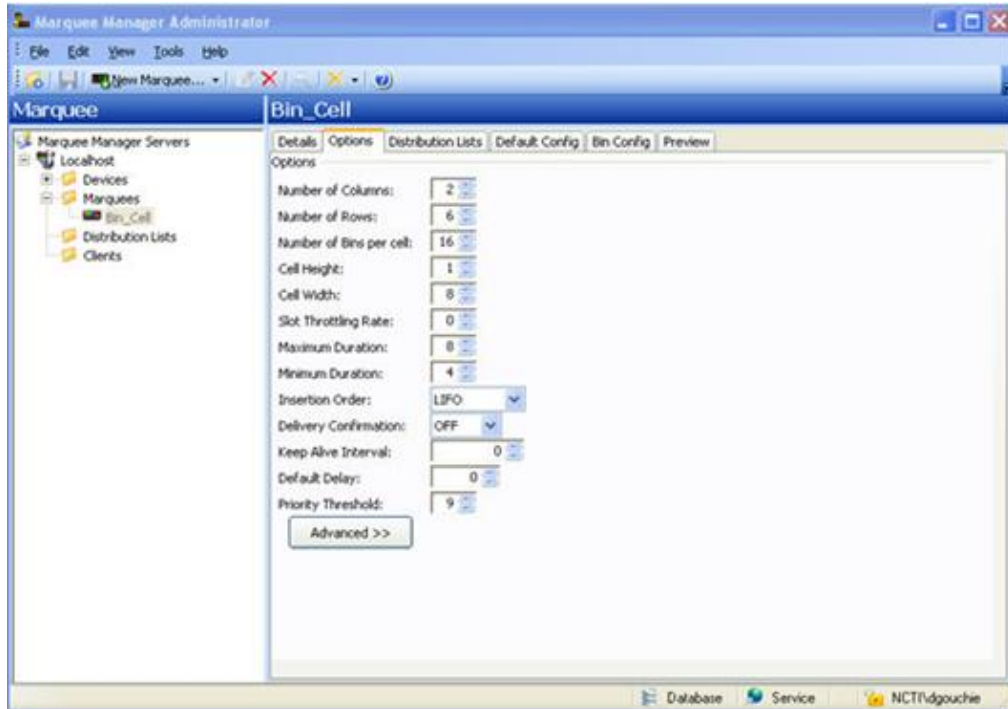 Marquee Manager Administrator
File Edit View Tools Help
New Marquee...
Marquee
Bin_Cell
Marquee Manager Servers
Localhost
Devices
Marquees
Bin_Cell
Distribution Lists
Clients
Details Options Distribution Lists Default Config Bin Config Preview
Options
Number of Columns: 2
Number of Rows: 6
Number of Bins per cell: 16
Cell Height: 1
Cell Width: 8
Slot Throttling Rate: 0
Maximum Duration: 8
Minimum Duration: 4
Insertion Order: LIFO
Delivery Confirmation: OFF
Keep Alive Interval: 0
Default Delay: 0
Priority Threshold: 9
Advanced >>
Database Service NCTI\dgouchie